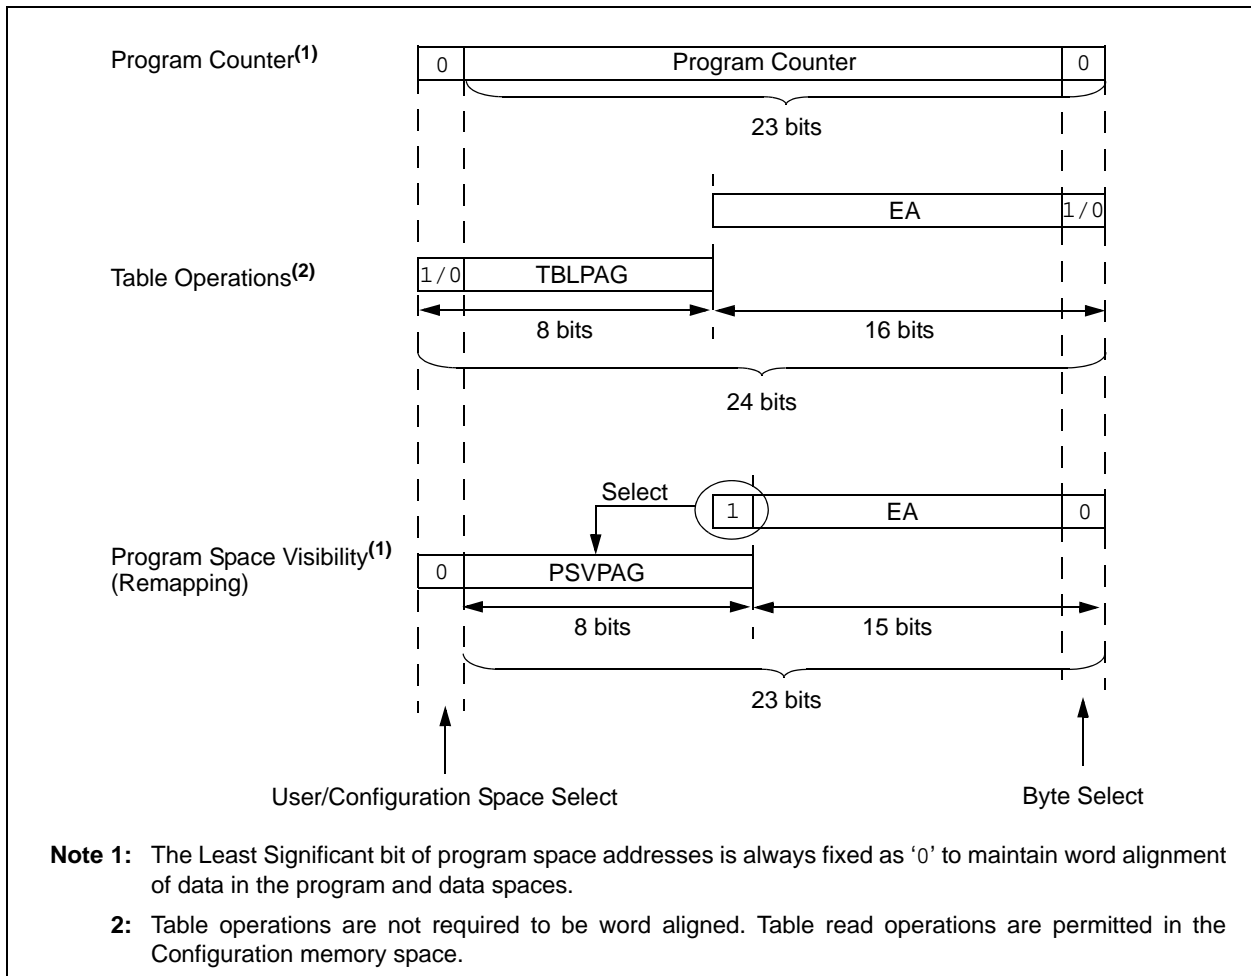 Program Counter(1)
0
Program Counter
0
23 bits
EA
1/0
Table Operations(2)
1/0
TBLPAG
8 bits
16 bits
24 bits
Select
1
EA
0
Program Space Visibility(1)
(Remapping)
0
PSVPAG
8 bits
15 bits
23 bits
User/Configuration Space Select
Byte Select
Note 1: The Least Significant bit of program space addresses is always fixed as ‘0’ to maintain word alignment
of data in the program and data spaces.
2: Table operations are not required to be word aligned. Table read operations are permitted in the
Configuration memory space.